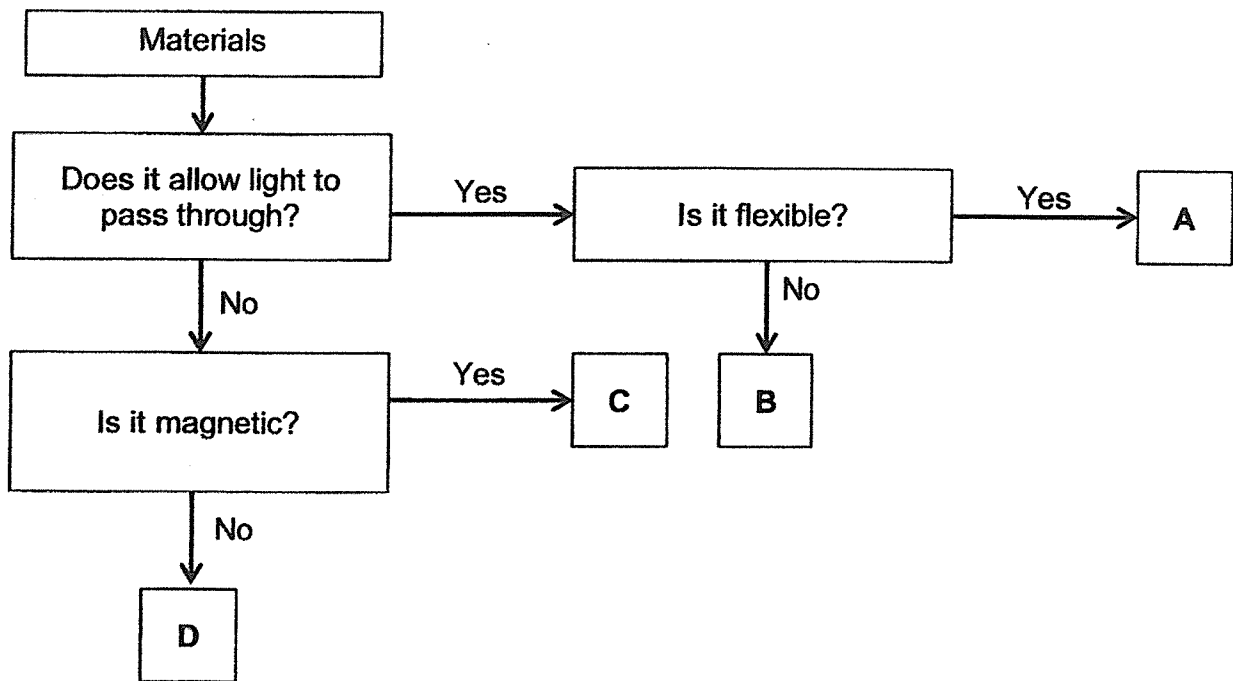 Materials
Does it allow light to
pass through?
Yes
Is it flexible?
Yes
A
No
No
Is it magnetic?
Yes
C
B
No
D